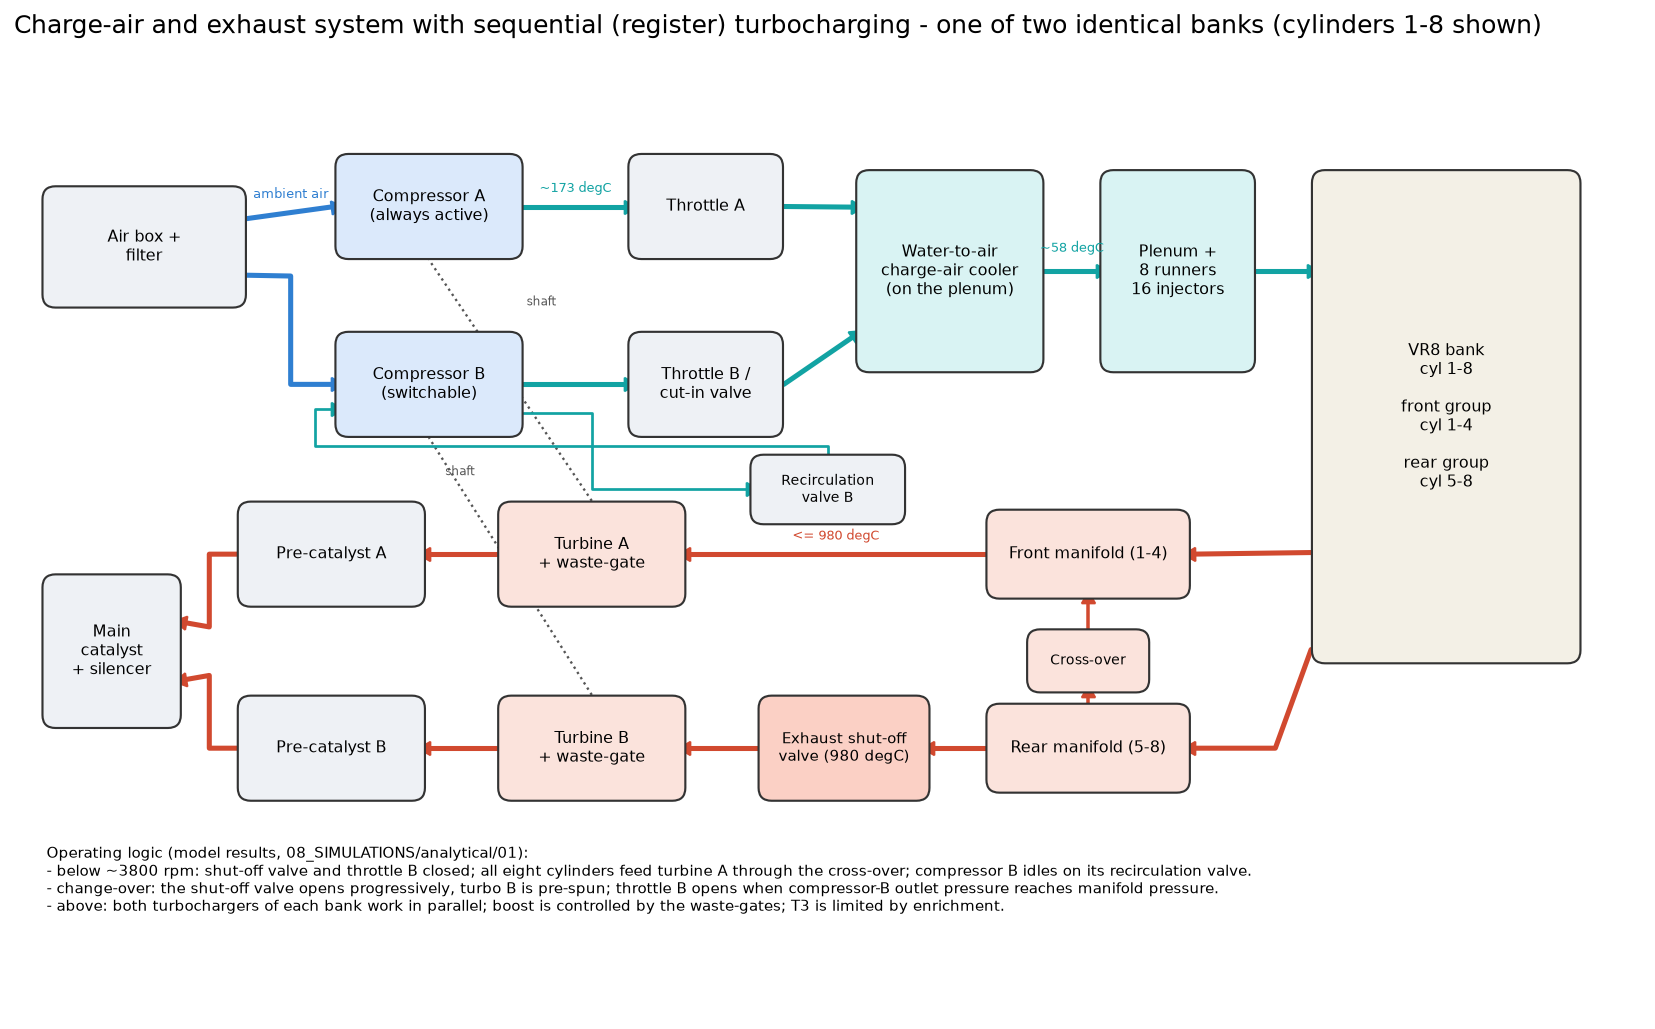 Charge-air and exhaust system with sequential (register) turbocharging - one of two identical banks (cylinders 1-8 shown)
Air box +
filter
ambient air
Compressor A
(always active)
~173 degC
Throttle A
Water-to-air
charge-air cooler
(on the plenum)
~58 degC
Plenum +
8 runners
16 injectors
VR8 bank
cyl 1-8
front group
cyl 1-4
rear group
cyl 5-8
shaft
Compressor B
(switchable)
Throttle B /
cut-in valve
shaft
Recirculation
valve B
<= 980 degC
Pre-catalyst A
Turbine A
+ waste-gate
Front manifold (1-4)
Main
catalyst
+ silencer
Cross-over
Pre-catalyst B
Turbine B
+ waste-gate
Exhaust shut-off
valve (980 degC)
Rear manifold (5-8)
Operating logic (model results, 08_SIMULATIONS/analytical/01):
- below ~3800 rpm: shut-off valve and throttle B closed; all eight cylinders feed turbine A through the cross-over; compressor B idles on its recirculation valve.
- change-over: the shut-off valve opens progressively, turbo B is pre-spun; throttle B opens when compressor-B outlet pressure reaches manifold pressure.
- above: both turbochargers of each bank work in parallel; boost is controlled by the waste-gates; T3 is limited by enrichment.